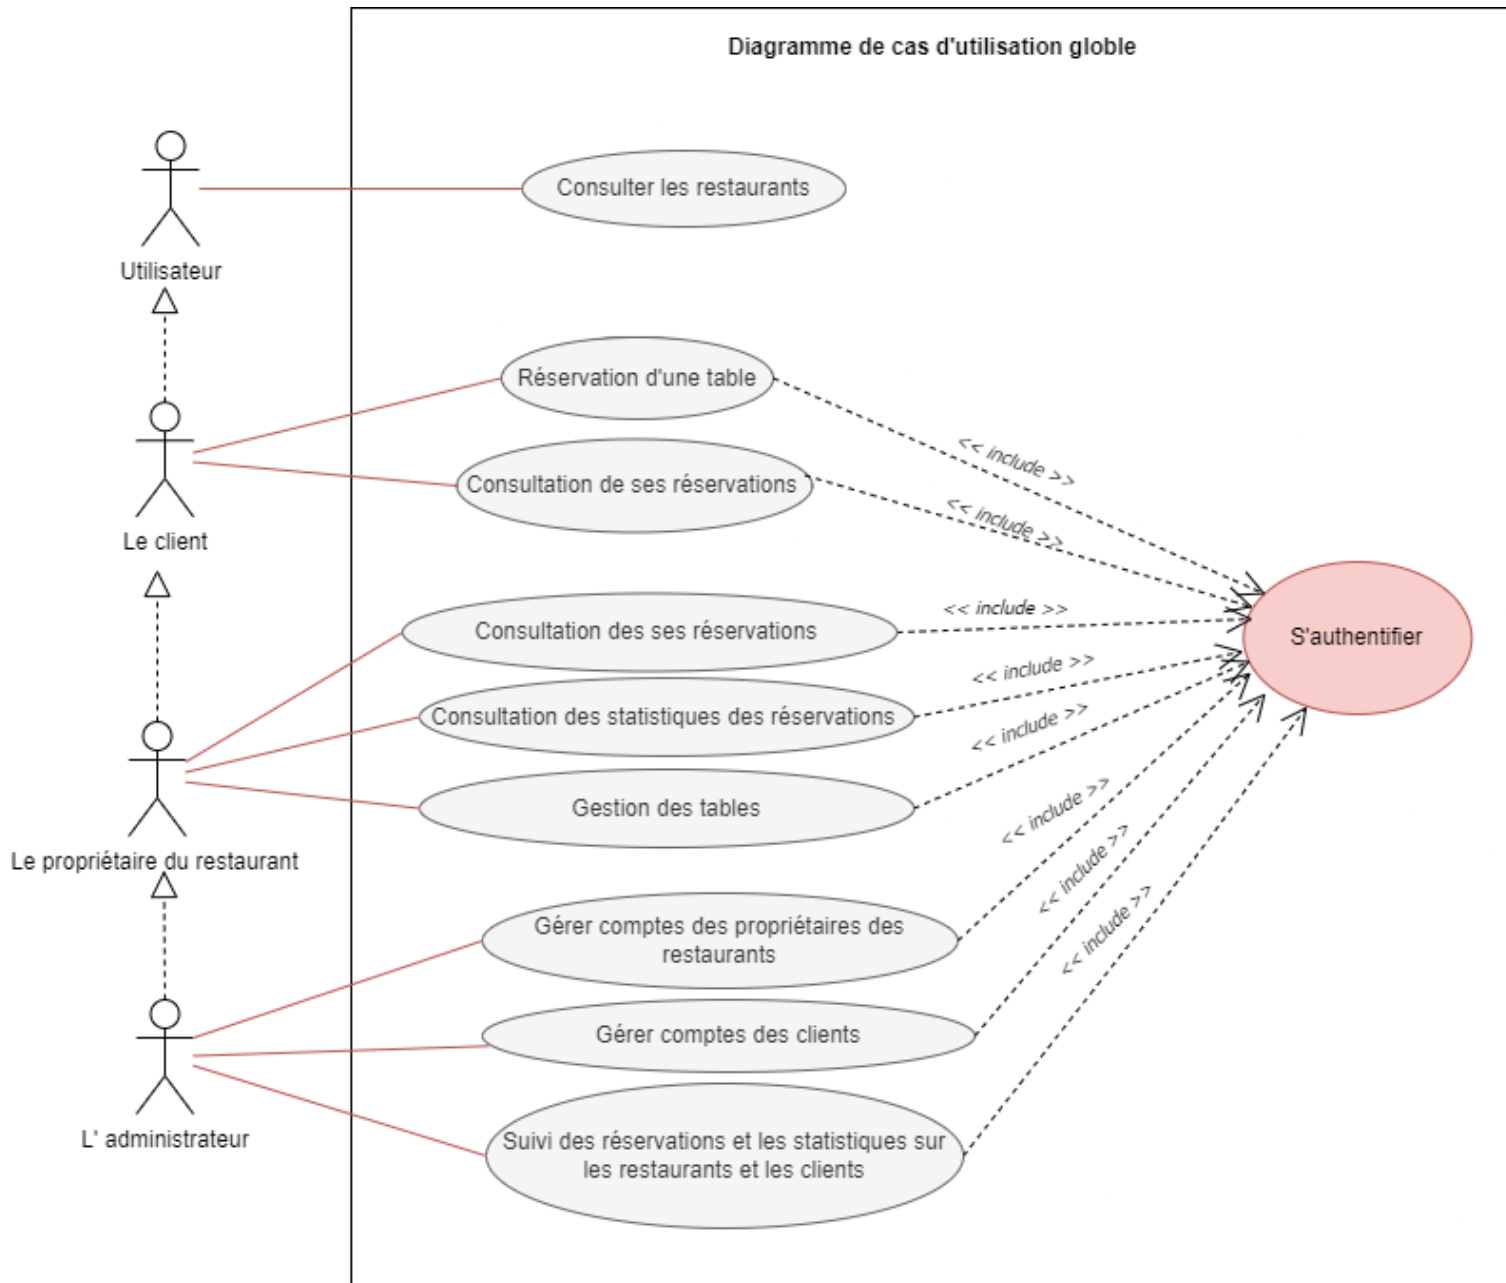 Diagramme de cas d'utilisation globle
Utilisateur
Consulter les restaurants
Le client
Réservation d'une table
Consultation de ses réservations
<< include >>
<< include >>
Le propriétaire du restaurant
Consultation des ses réservations
Consultation des statistiques des réservations
Gestion des tables
<< include >>
<< include >>
<< include >>
S'authentifier
L' administrateur
Gérer comptes des propriétaires des
restaurants
Gérer comptes des clients
Suivi des réservations et les statistiques sur
les restaurants et les clients
<< include >>
<< include >>
<< include >>